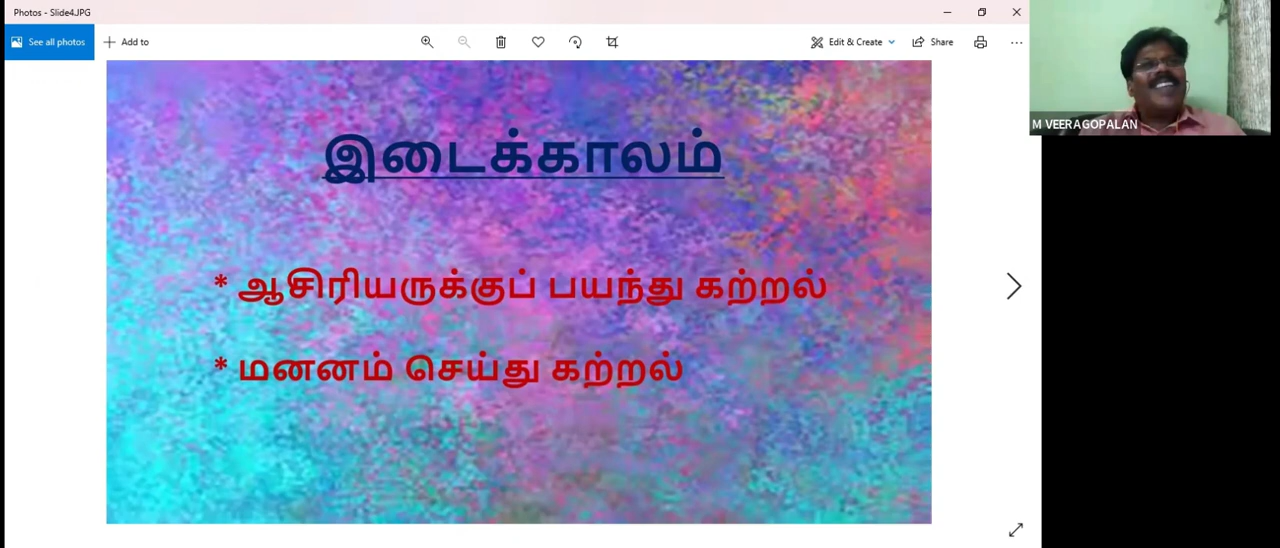 Photos - Slide4.JPG
See all photos
Add to
Edit & Create
Share
M VEERAGOPALAN
இடைக்காலம்
* ஆசிரியருக்குப் பயந்து கற்றல்
* மனனம் செய்து கற்றல்